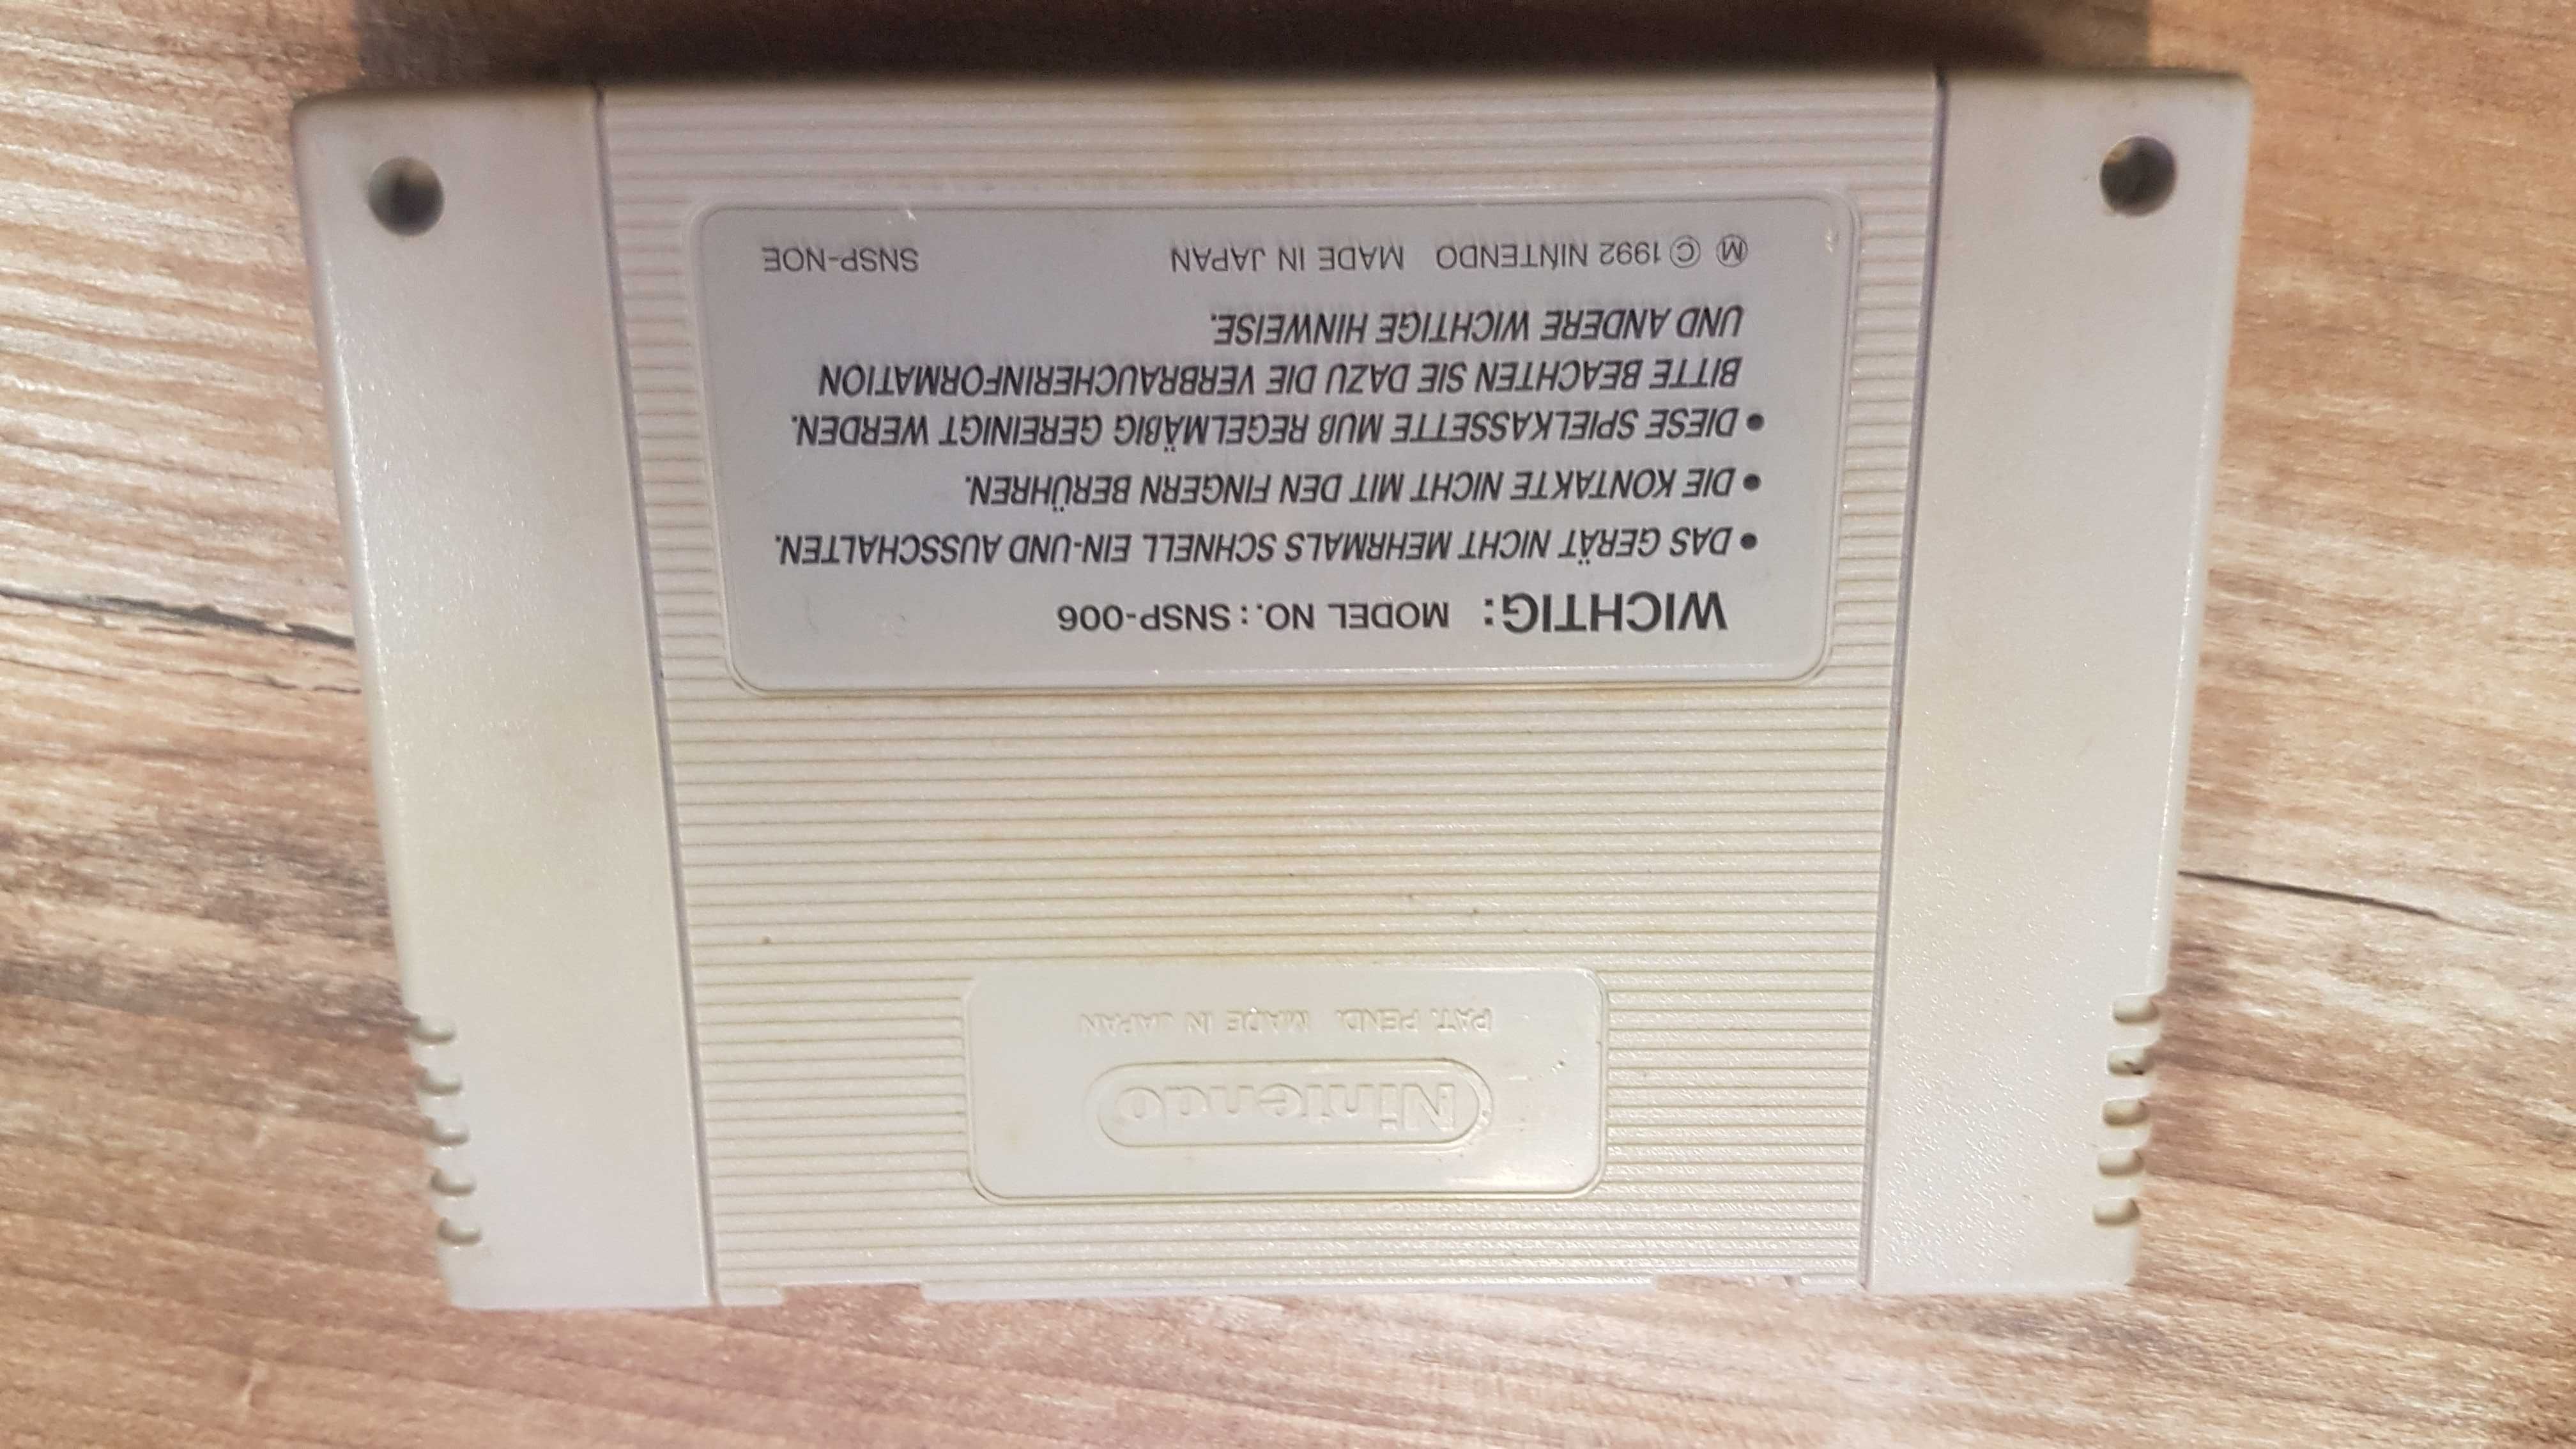 Nintendo
PAT. PEND. MADE IN JAPAN
WICHTIG: MODEL NO.: SNSP-006
• DAS GERÄT NICHT MEHRMALS SCHNELL EIN-UND AUSSCHALTEN.
• DIE KONTAKTE NICHT MIT DEN FINGERN BERÜHREN.
• DIESE SPIELKASSETTE MUß REGELMÄßIG GEREINIGT WERDEN.
BITTE BEACHTEN SIE DAZU DIE VERBRAUCHERINFORMATION
UND ANDERE WICHTIGE HINWEISE.
Ⓜ © 1992 NINTENDO MADE IN JAPAN SNSP-NOE